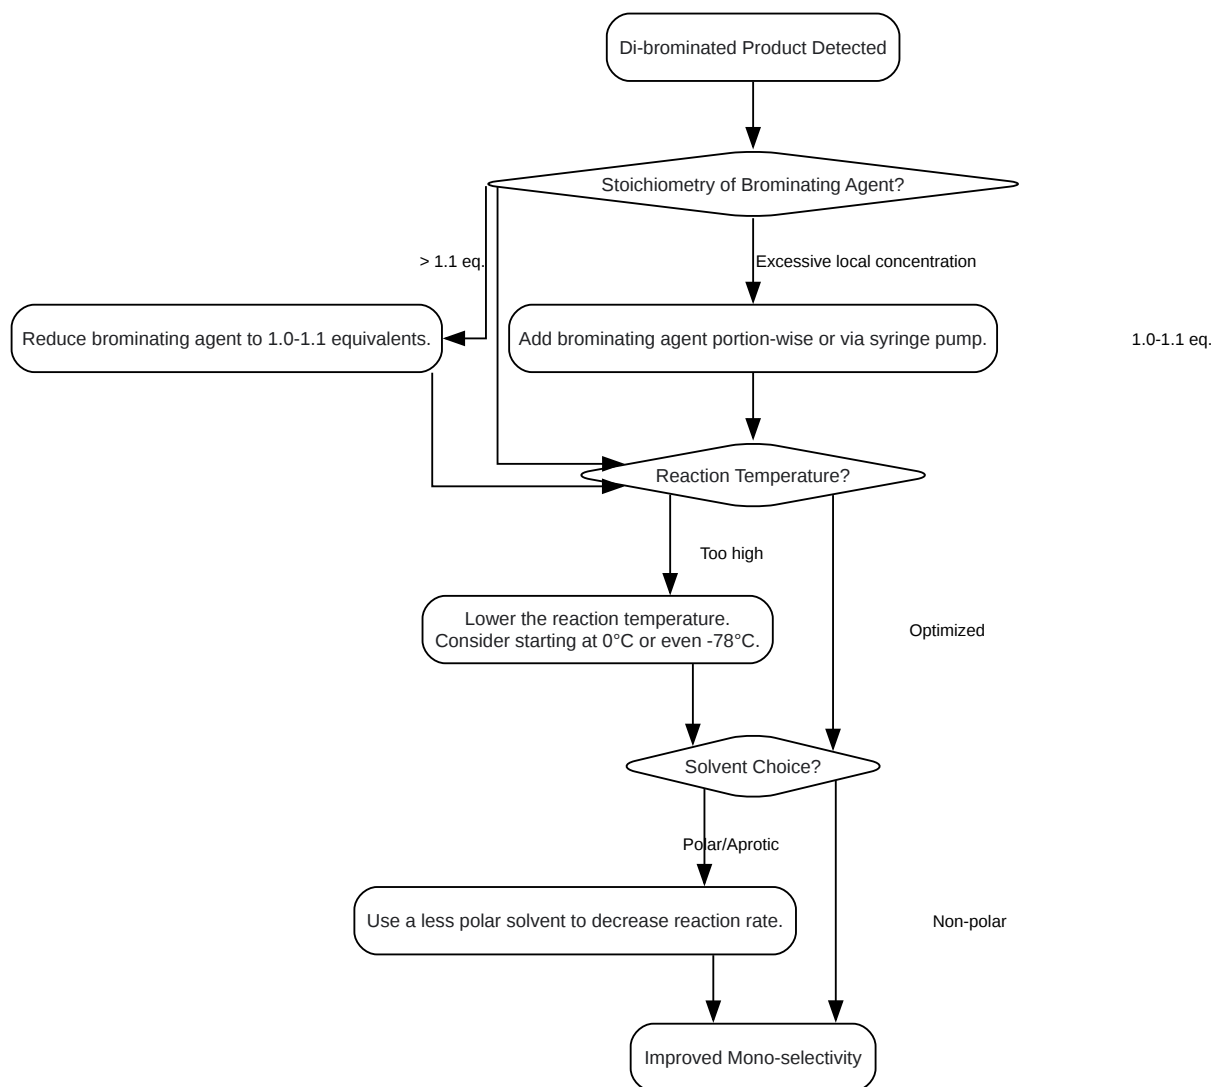 Di-brominated Product Detected
Stoichiometry of Brominating Agent?
> 1.1 eq.
Excessive local concentration
Reduce brominating agent to 1.0-1.1 equivalents.
Add brominating agent portion-wise or via syringe pump.
1.0-1.1 eq.
Reaction Temperature?
Too high
Lower the reaction temperature.
Consider starting at 0°C or even -78°C.
Optimized
Solvent Choice?
Polar/Aprotic
Use a less polar solvent to decrease reaction rate.
Non-polar
Improved Mono-selectivity